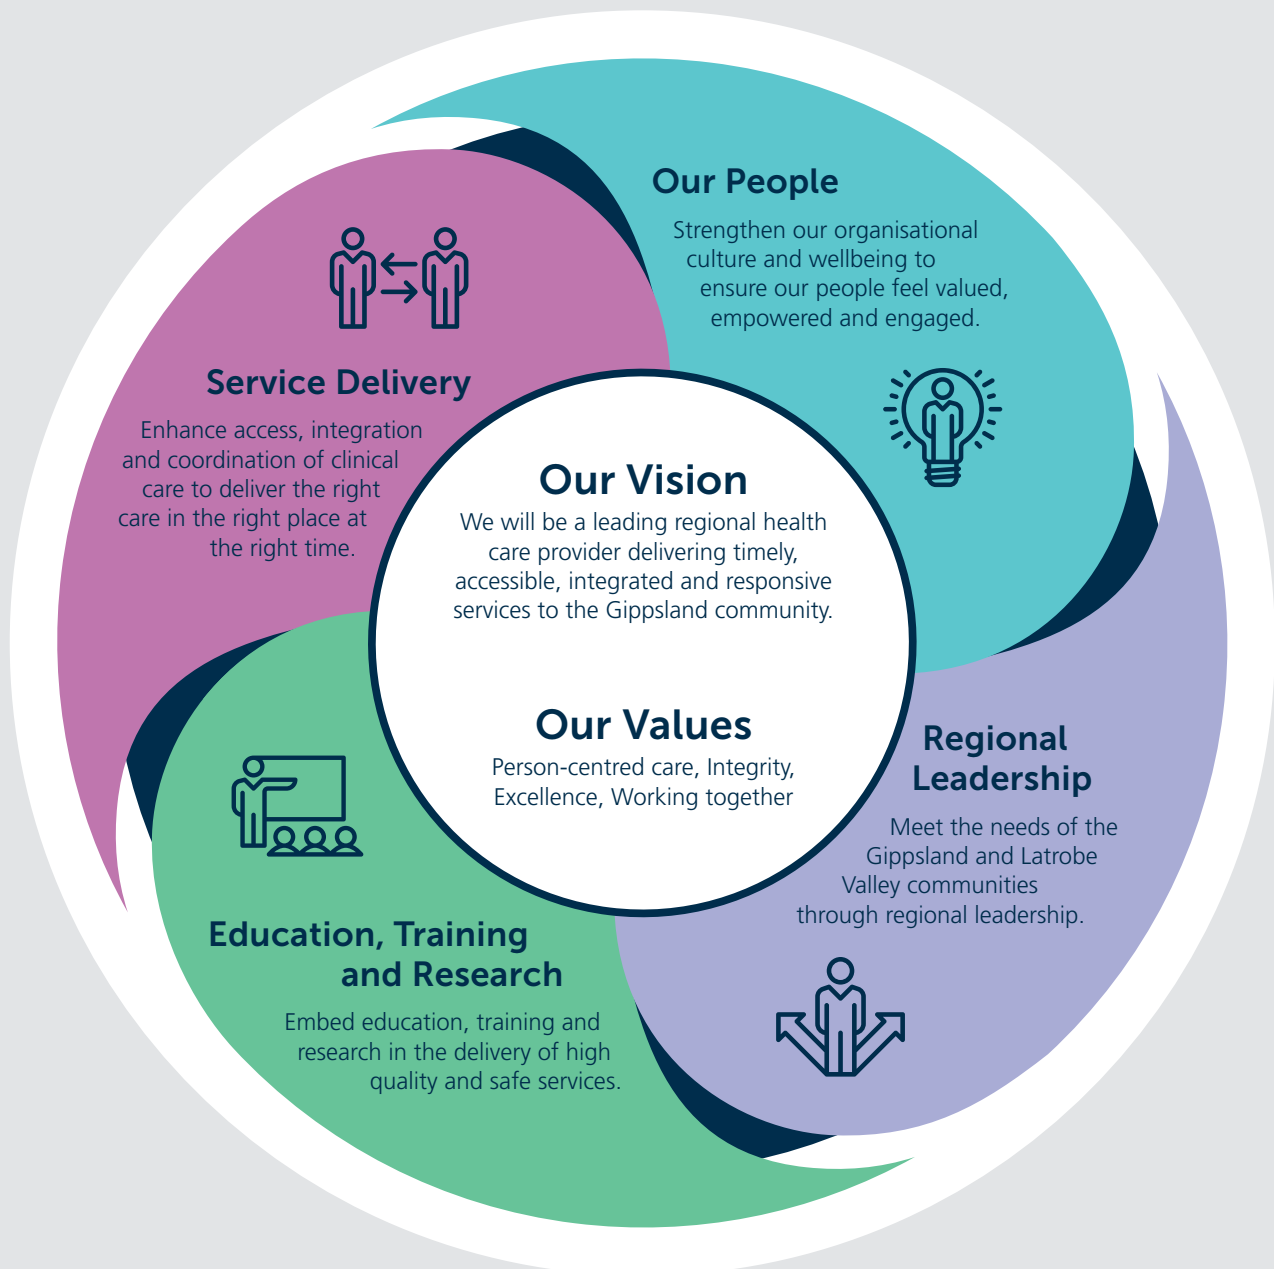 Our People
Strengthen our organisational
culture and wellbeing to
ensure our people feel valued,
empowered and engaged.
Service Delivery
Enhance access, integration
and coordination of clinical
care to deliver the right
care in the right place at
the right time.
Our Vision
We will be a leading regional health
care provider delivering timely,
accessible, integrated and responsive
services to the Gippsland community.
Our Values
Person-centred care, Integrity,
Excellence, Working together
Regional
Leadership
Meet the needs of the
Gippsland and Latrobe
Valley communities
through regional leadership.
Education, Training
and Research
Embed education, training and
research in the delivery of high
quality and safe services.